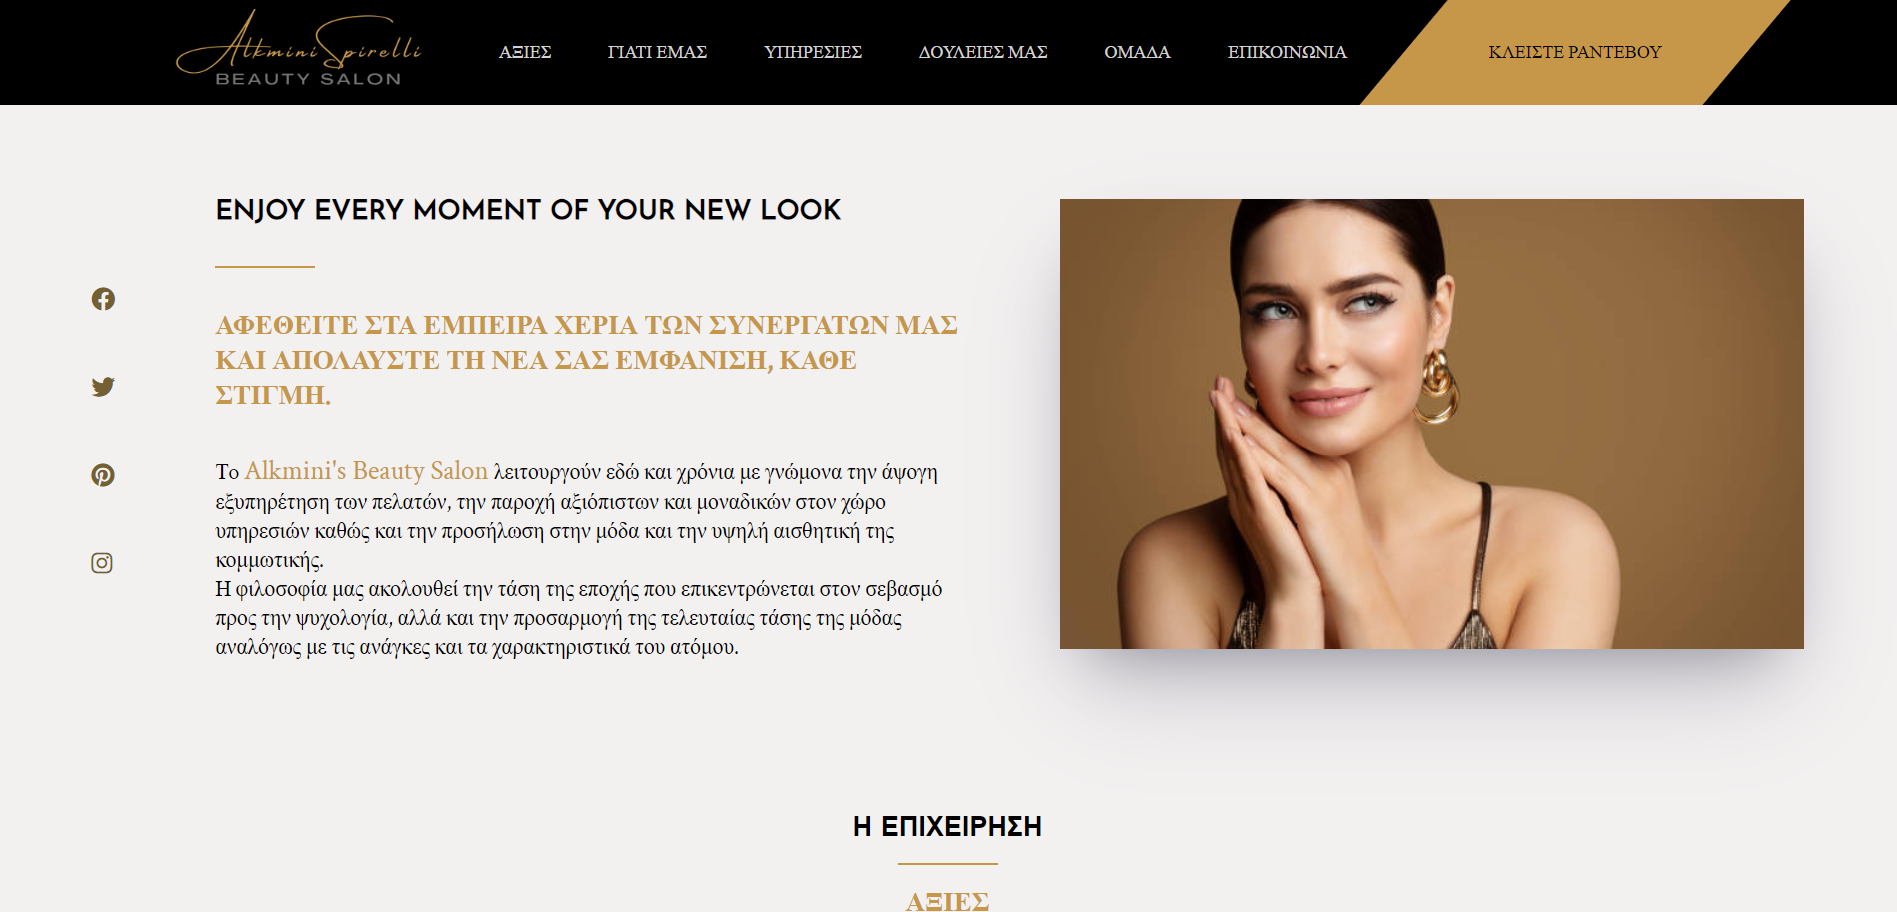 Alkmini Spirelli
BEAUTY SALON
ΑΞΙΕΣ ΓΙΑΤΙ ΕΜΑΣ ΥΠΗΡΕΣΙΕΣ ΔΟΥΛΕΙΕΣ ΜΑΣ ΟΜΑΔΑ ΕΠΙΚΟΙΝΩΝΙΑ ΚΛΕΙΣΤΕ ΡΑΝΤΕΒΟΥ
ENJOY EVERY MOMENT OF YOUR NEW LOOK
ΑΦΕΘΕΙΤΕ ΣΤΑ ΕΜΠΕΙΡΑ ΧΕΡΙΑ ΤΩΝ ΣΥΝΕΡΓΑΤΩΝ ΜΑΣ
ΚΑΙ ΑΠΟΛΑΥΣΤΕ ΤΗ ΝΕΑ ΣΑΣ ΕΜΦΑΝΙΣΗ, ΚΑΘΕ
ΣΤΙΓΜΗ.
Το Alkmini's Beauty Salon λειτουργούν εδώ και χρόνια με γνώμονα την άψογη
εξυπηρέτηση των πελατών, την παροχή αξιόπιστων και μοναδικών στον χώρο
υπηρεσιών καθώς και την προσήλωση στην μόδα και την υψηλή αισθητική της
κομμωτικής.
Η φιλοσοφία μας ακολουθεί την τάση της εποχής που επικεντρώνεται στον σεβασμό
προς την ψυχολογία, αλλά και την προσαρμογή της τελευταίας τάσης της μόδας
αναλόγως με τις ανάγκες και τα χαρακτηριστικά του ατόμου.
Η ΕΠΙΧΕΙΡΗΣΗ
ΑΞΙΕΣ